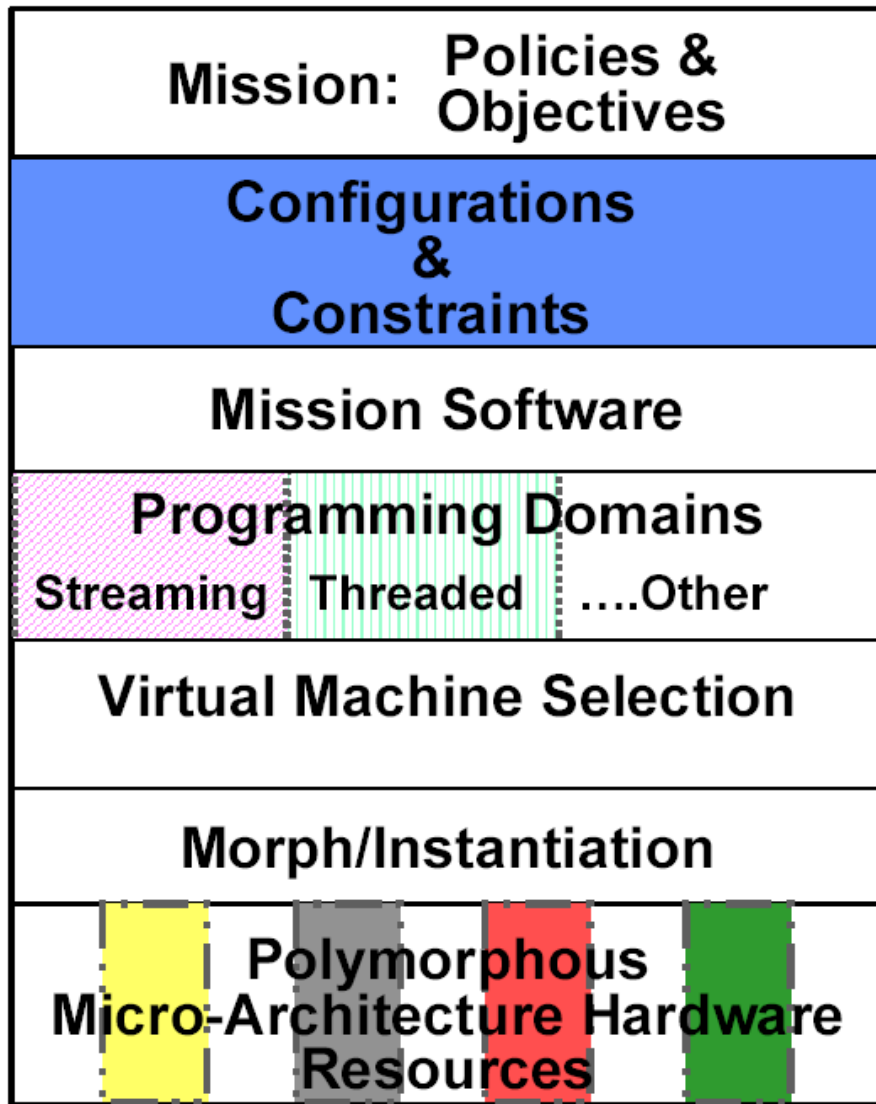 Mission: Policies &
Objectives
Configurations
&
Constraints
Mission Software
Programming Domains
Streaming Threaded ....Other
Virtual Machine Selection
Morph/Instantiation
Polymorphous
Micro-Architecture Hardware
Resources